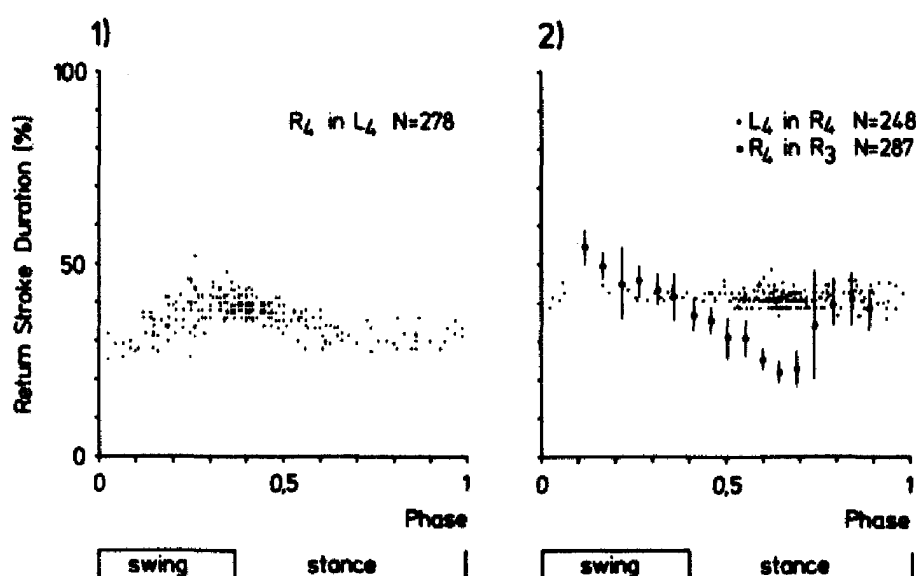 1)
100
50
0
Return Stroke Duration (%)
R4 in L4 N=278
0
0,5
1
Phase
swing
stance
2)
· L4 in R4 N=248
• R4 in R3 N=287
0
0,5
1
Phase
swing
stance